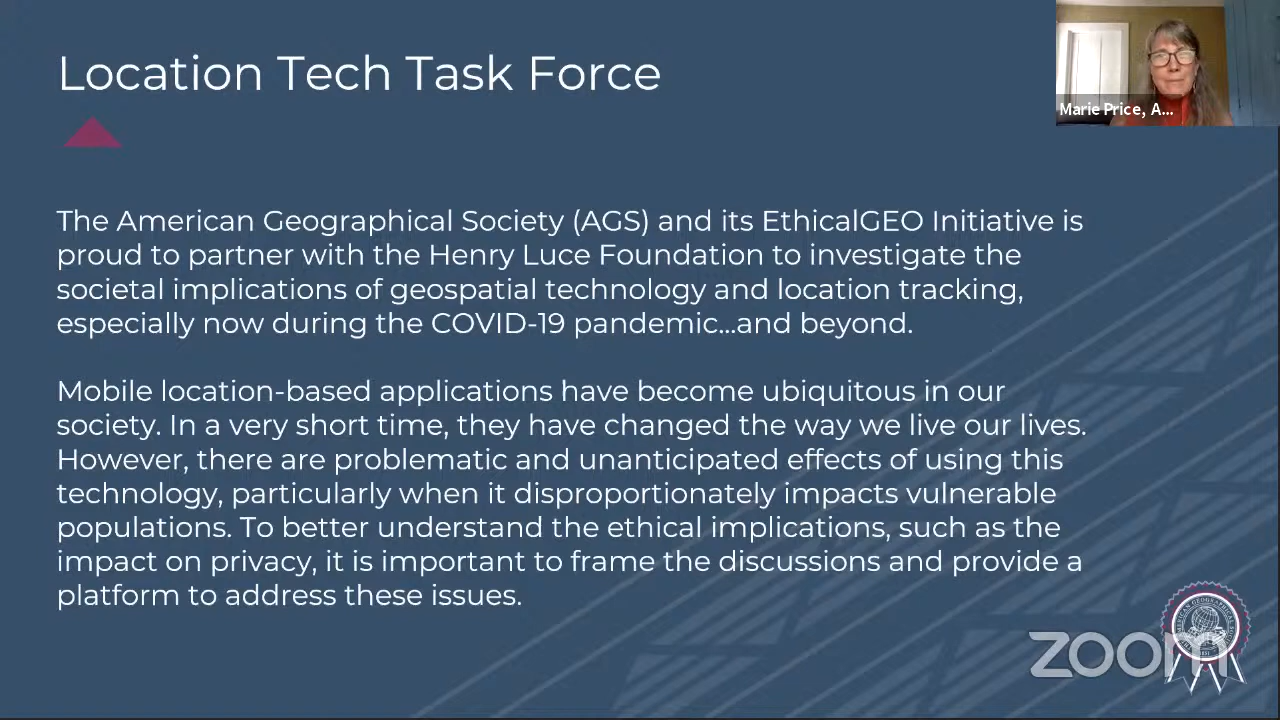 Location Tech Task Force
Marie Price, A...
The American Geographical Society (AGS) and its EthicalGEO Initiative is
proud to partner with the Henry Luce Foundation to investigate the
societal implications of geospatial technology and location tracking,
especially now during the COVID-19 pandemic...and beyond.
Mobile location-based applications have become ubiquitous in our
society. In a very short time, they have changed the way we live our lives.
However, there are problematic and unanticipated effects of using this
technology, particularly when it disproportionately impacts vulnerable
populations. To better understand the ethical implications, such as the
impact on privacy, it is important to frame the discussions and provide a
platform to address these issues.
zoom